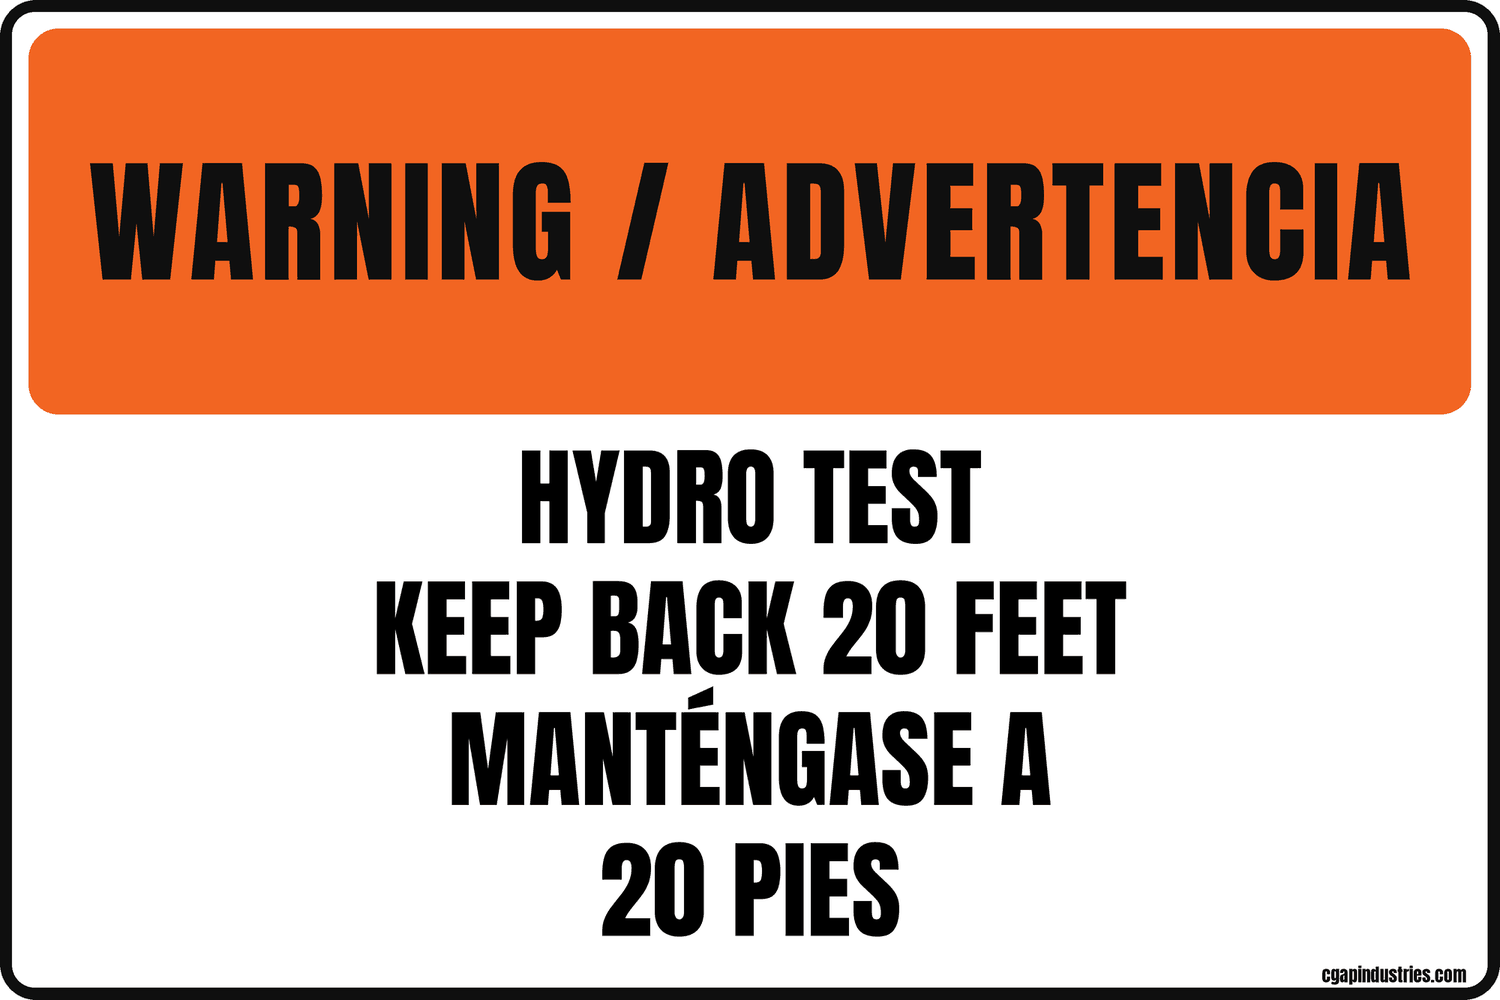 WARNING / ADVERTENCIA
HYDRO TEST
KEEP BACK 20 FEET
MANTÉNGASE A
20 PIES
cgapindustries.com